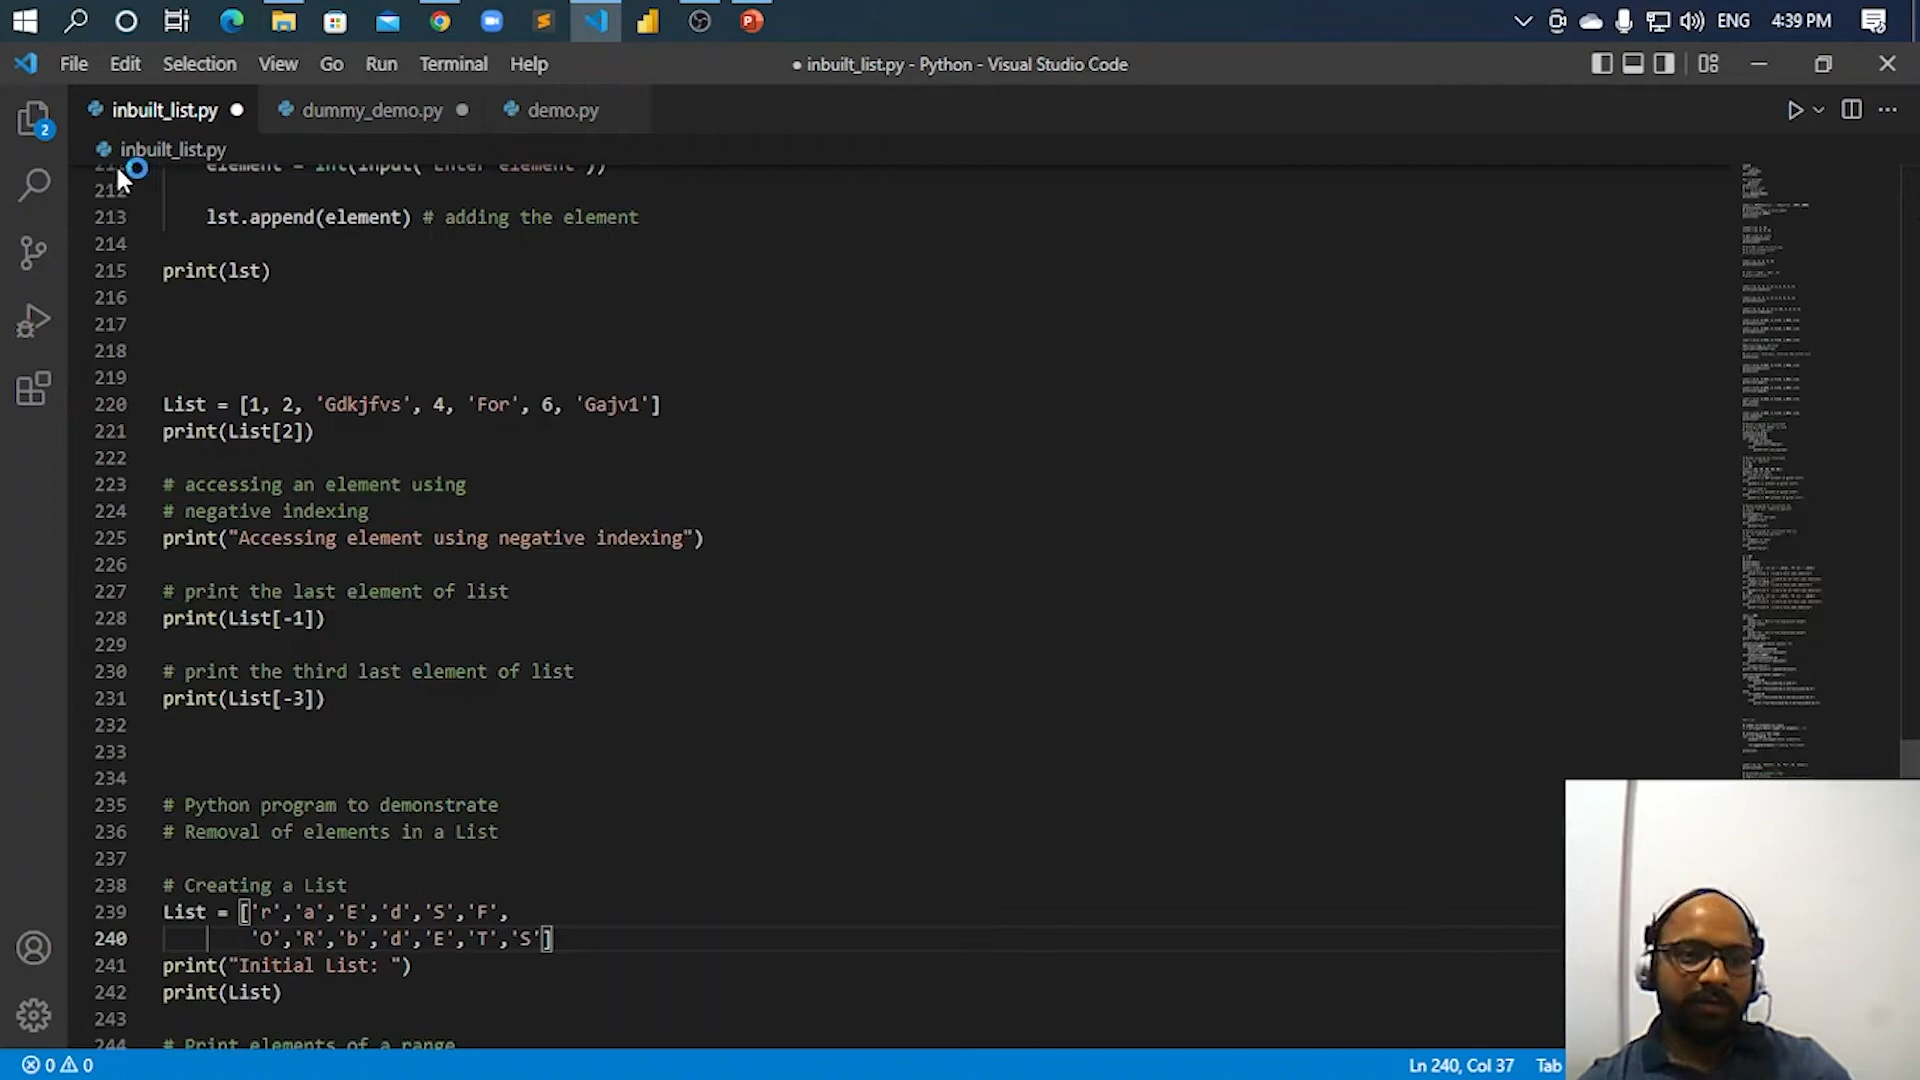 ENG 4:39 PM
File Edit Selection View Go Run Terminal Help ● inbuilt_list.py - Python - Visual Studio Code
inbuilt_list.py dummy_demo.py demo.py
2
inbuilt_list.py
element = int(input( Enter element ))
212
213 lst.append(element) # adding the element
214
215 print(lst)
216
217
218
219
220 List = [1, 2, 'Gdkjfvs', 4, 'For', 6, 'Gajv1']
221 print(List[2])
222
223 # accessing an element using
224 # negative indexing
225 print("Accessing element using negative indexing")
226
227 # print the last element of list
228 print(List[-1])
229
230 # print the third last element of list
231 print(List[-3])
232
233
234
235 # Python program to demonstrate
236 # Removal of elements in a List
237
238 # Creating a List
239 List = ['r','a','E','d','S','F',
240 'O','R','b','d','E','T','S']
241 print("Initial List: ")
242 print(List)
243
244 # Print elements of a range
0 0 Ln 240, Col 37 Tab